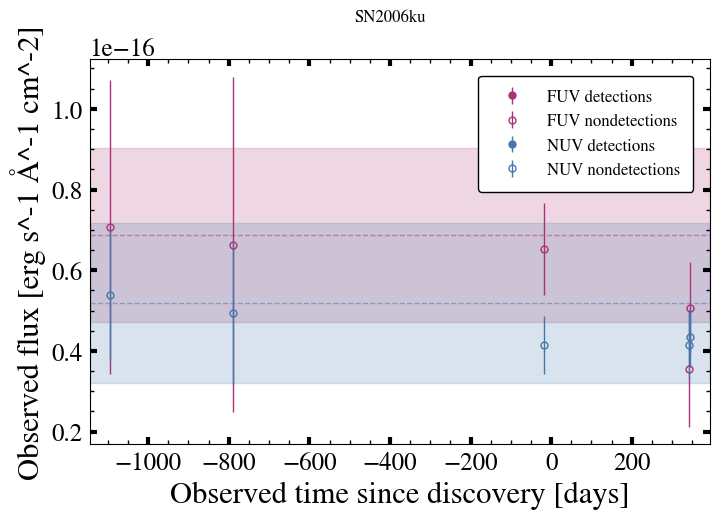 SN2006ku
1e−16
FUV detections
FUV nondetections
NUV detections
NUV nondetections
1.0
0.8
0.6
0.4
0.2
Observed flux [erg s^-1 Å^-1 cm^-2]
−1000 −800 −600 −400 −200 0 200
Observed time since discovery [days]